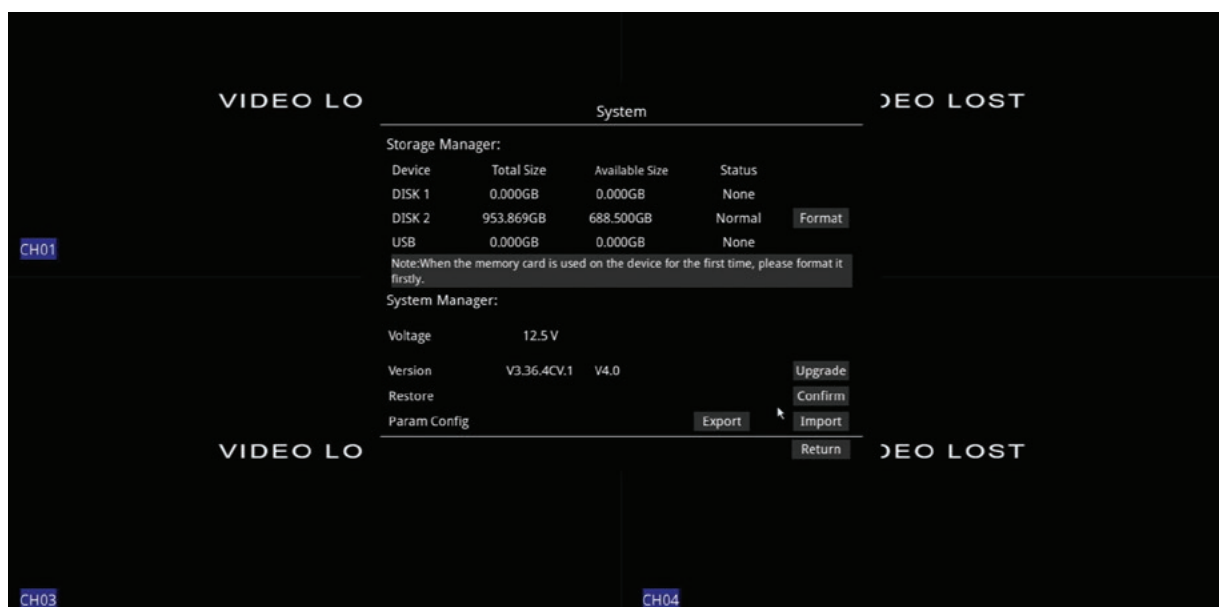 VIDEO LO
DEO LOST
System
Storage Manager:
Device Total Size Available Size Status
DISK 1 0.000GB 0.000GB None
DISK 2 953.869GB 688.500GB Normal Format
CH01
USB 0.000GB 0.000GB None
Note:When the memory card is used on the device for the first time, please format it
firstly.
System Manager:
Voltage 12.5 V
Version V3.36.4CV.1 V4.0 Upgrade
Restore Confirm
Param Config Export Import
VIDEO LO
Return
DEO LOST
CH03
CH04